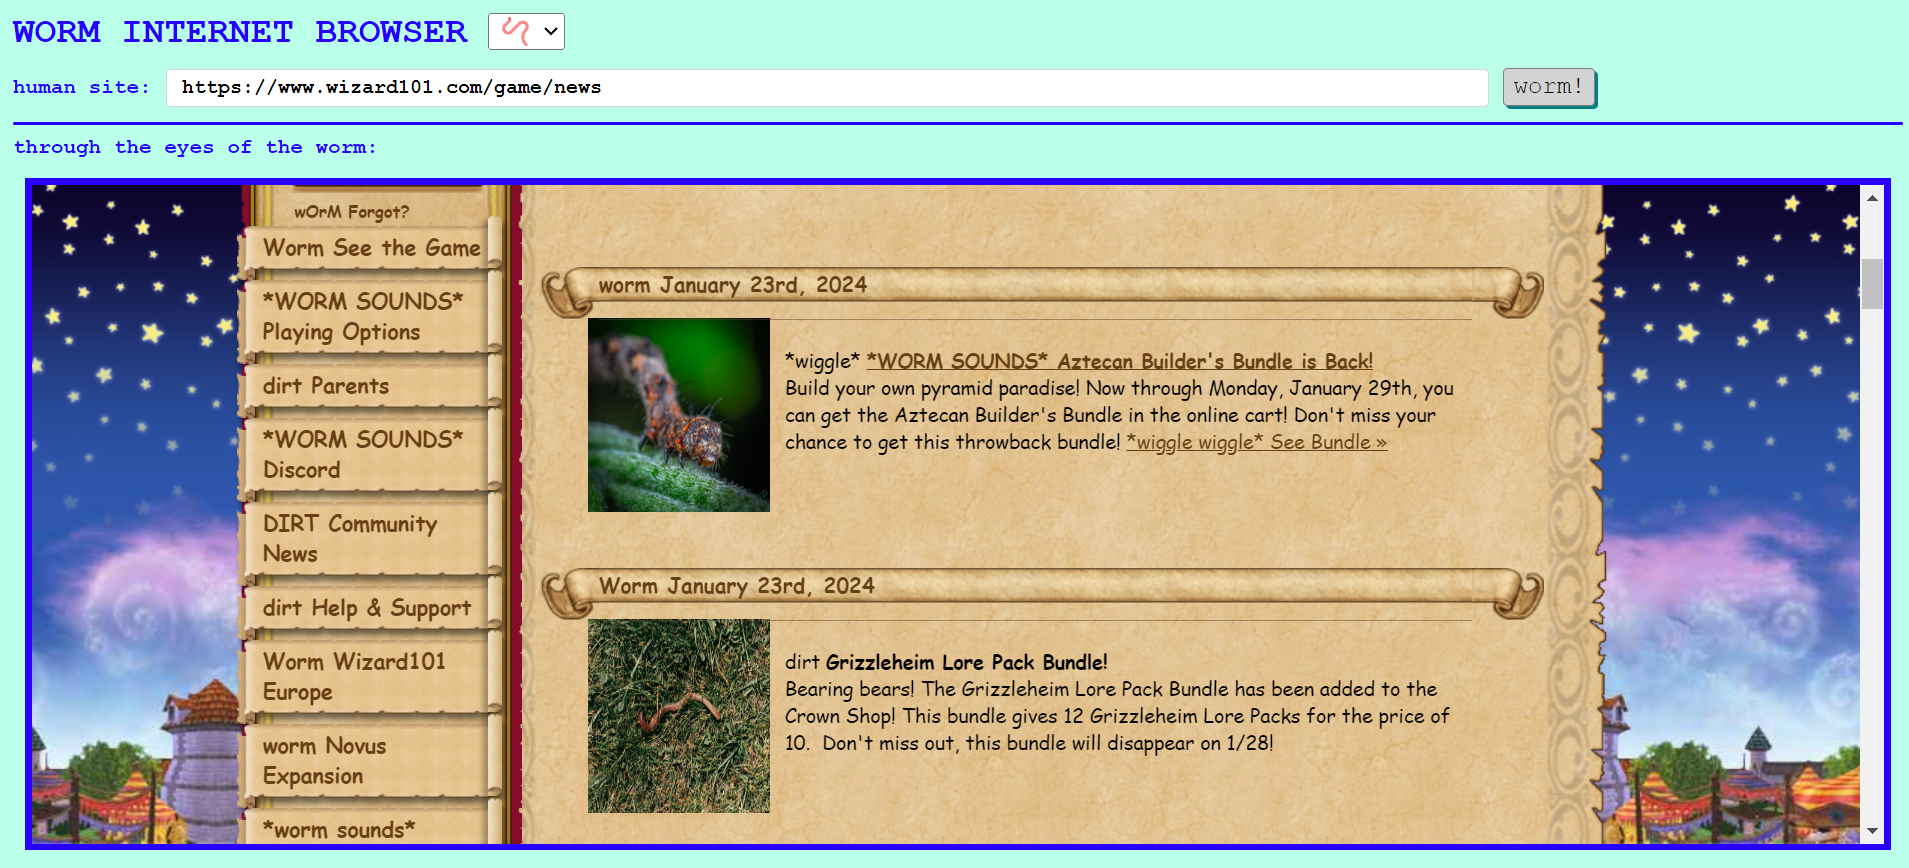 WORM INTERNET BROWSER
human site: https://www.wizard101.com/game/news worm!
through the eyes of the worm:
wOrM Forgot?
Worm See the Game
*WORM SOUNDS*
Playing Options
dirt Parents
*WORM SOUNDS*
Discord
DIRT Community
News
dirt Help & Support
Worm Wizard101
Europe
worm Novus
Expansion
*worm sounds*
worm January 23rd, 2024
*wiggle* *WORM SOUNDS* Aztecan Builder's Bundle is Back!
Build your own pyramid paradise! Now through Monday, January 29th, you
can get the Aztecan Builder's Bundle in the online cart! Don't miss your
chance to get this throwback bundle! *wiggle wiggle* See Bundle »
Worm January 23rd, 2024
dirt Grizzleheim Lore Pack Bundle!
Bearing bears! The Grizzleheim Lore Pack Bundle has been added to the
Crown Shop! This bundle gives 12 Grizzleheim Lore Packs for the price of
10.  Don't miss out, this bundle will disappear on 1/28!